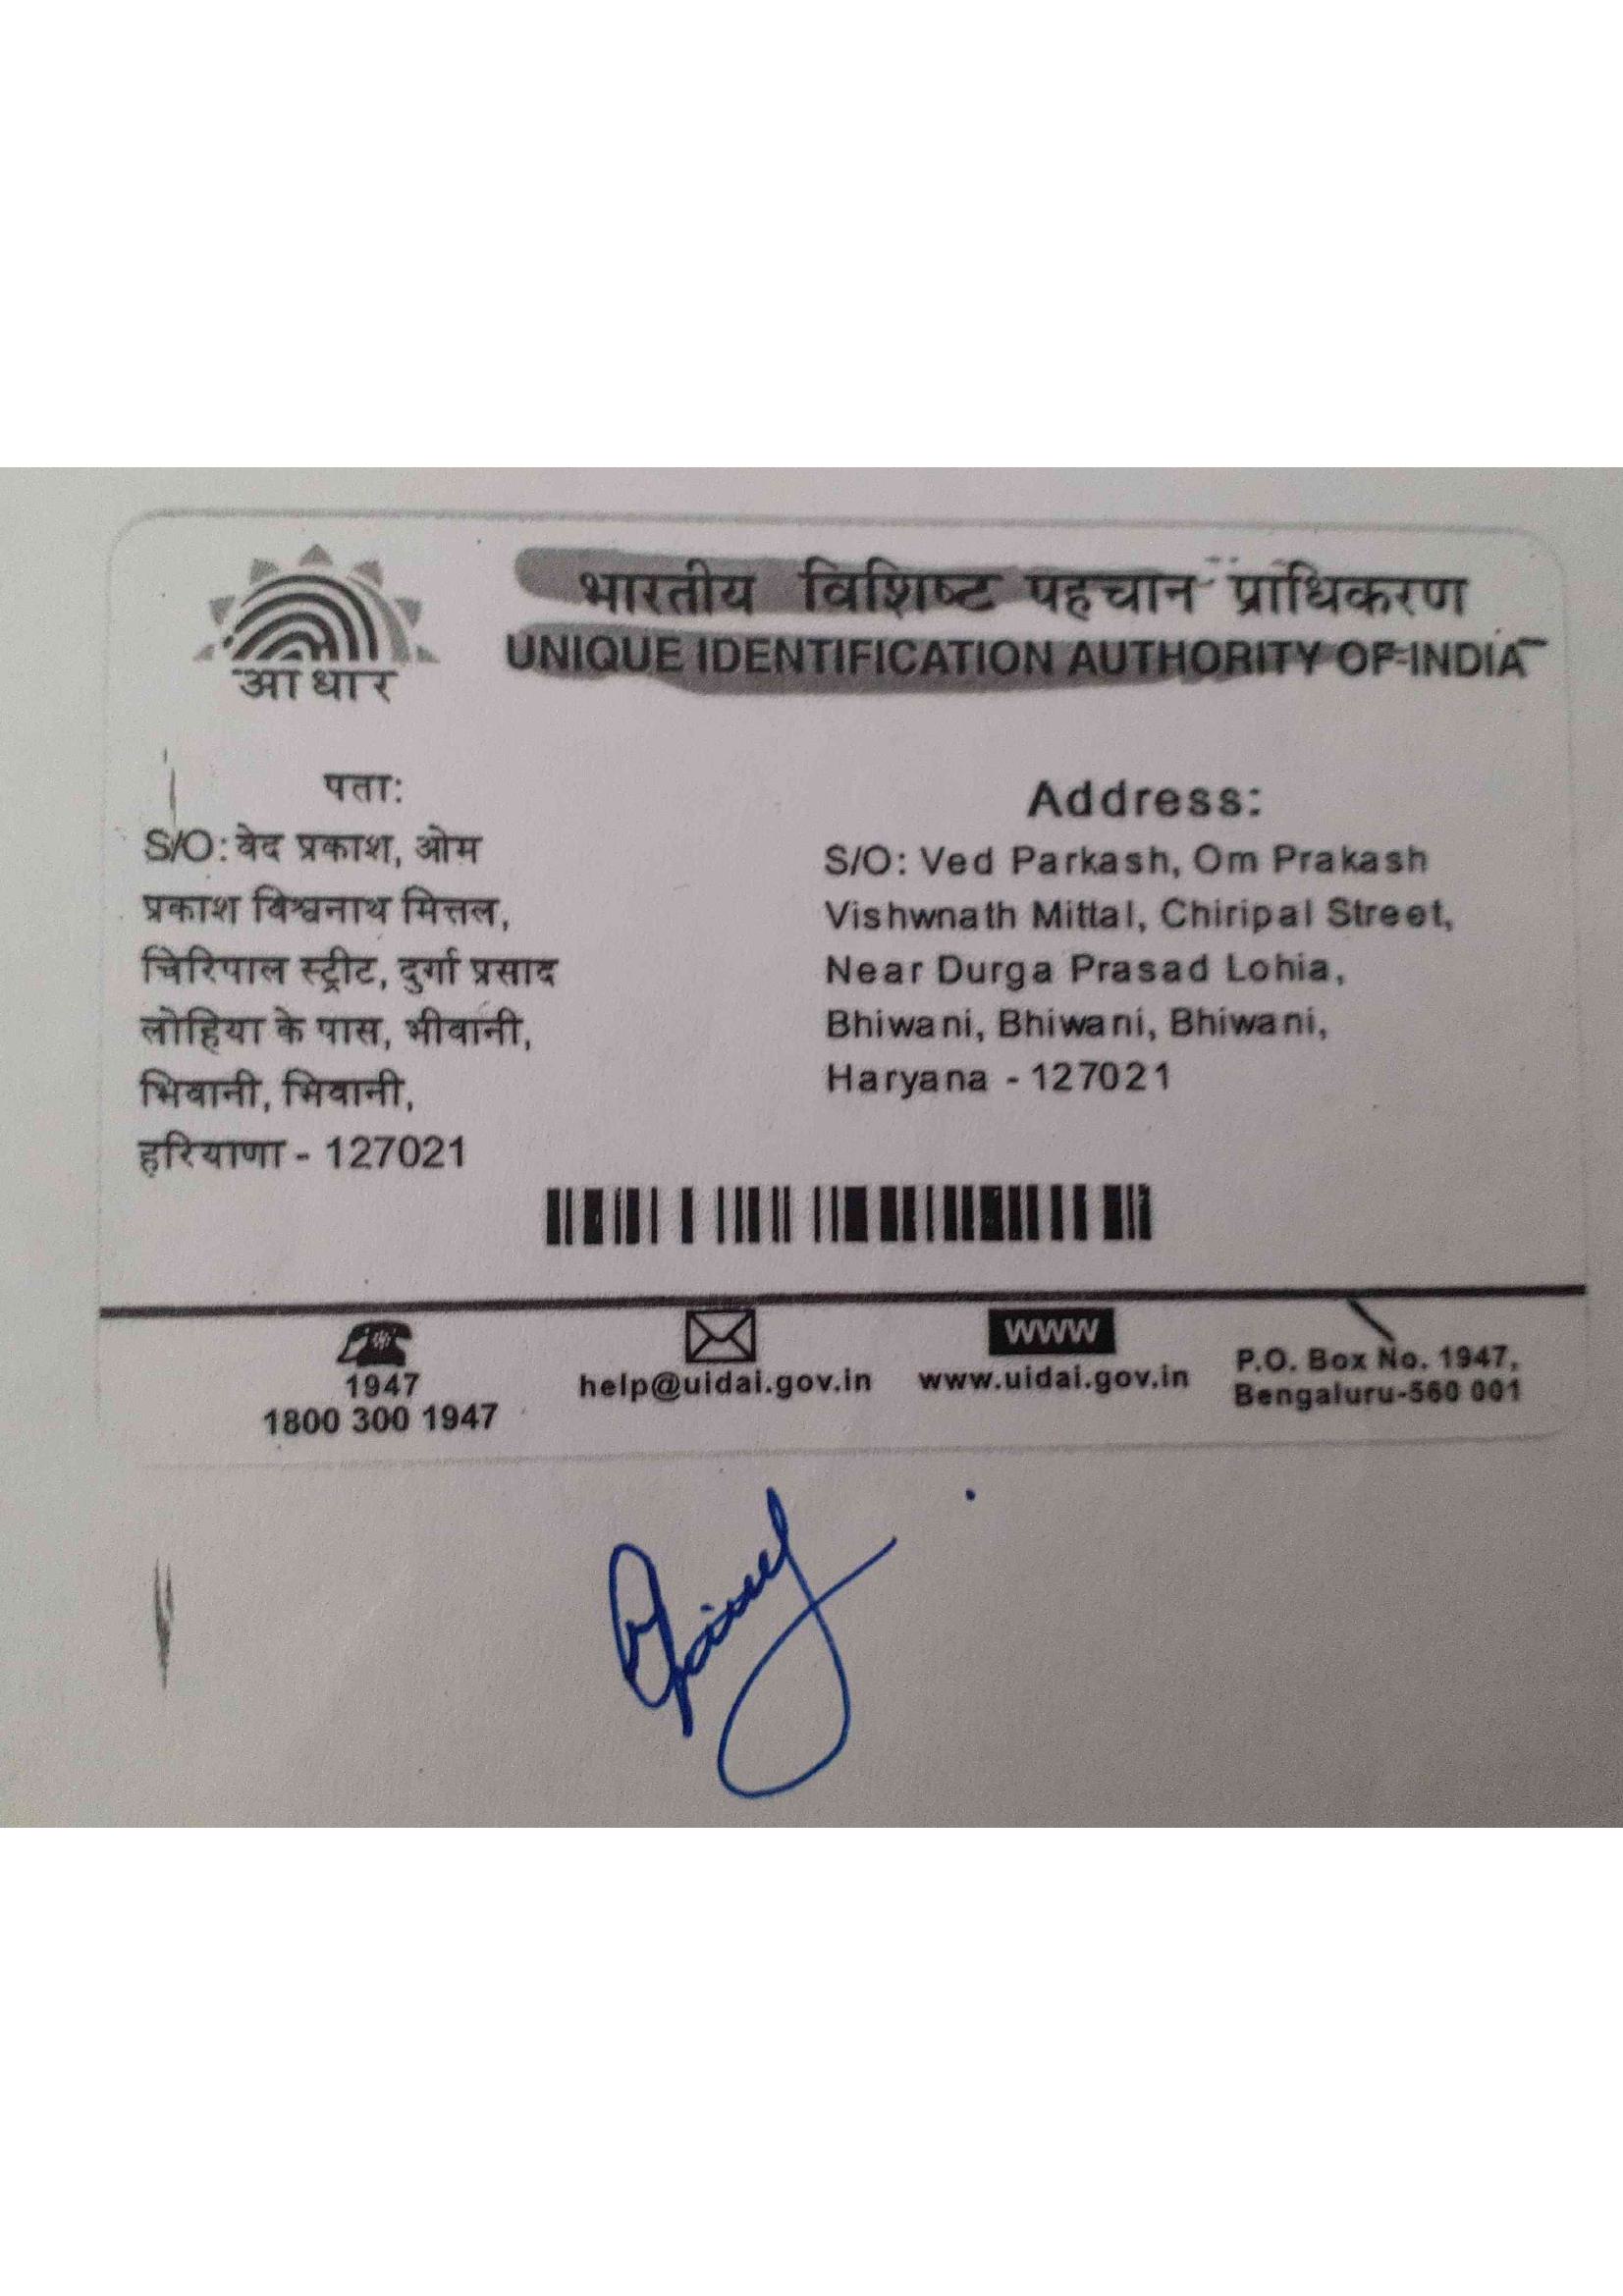 भारतीय विशिष्ट पहचान प्राधिकरण
UNIQUE IDENTIFICATION AUTHORITY OF INDIA
आधार
पता:
S/O: वेद प्रकाश, ओम
प्रकाश विश्वनाथ मित्तल,
चिरिपाल स्ट्रीट, दुर्गा प्रसाद
लोहिया के पास, भीवानी,
भिवानी, भिवानी,
हरियाणा - 127021
Address:
S/O: Ved Parkash, Om Prakash
Vishwnath Mittal, Chiripal Street,
Near Durga Prasad Lohia,
Bhiwani, Bhiwani, Bhiwani,
Haryana - 127021
1947
1800 300 1947
help@uidai.gov.in
WWW
www.uidai.gov.in
P.O. Box No. 1947,
Bengaluru-560 001